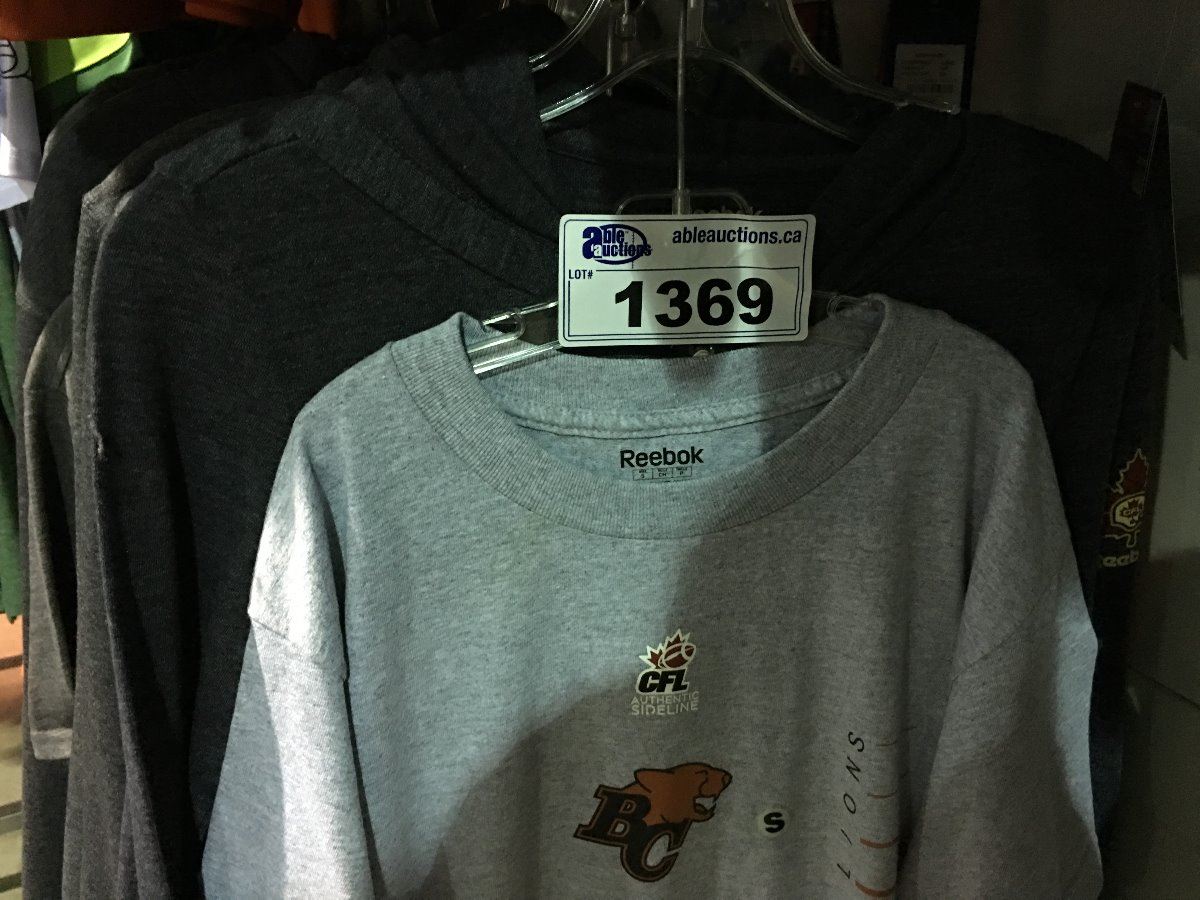 able auctions
ableauctions.ca
LOT#
1369
Reebok
CFL
AUTHENTIC
SIDELINE
BC
S
LIONS